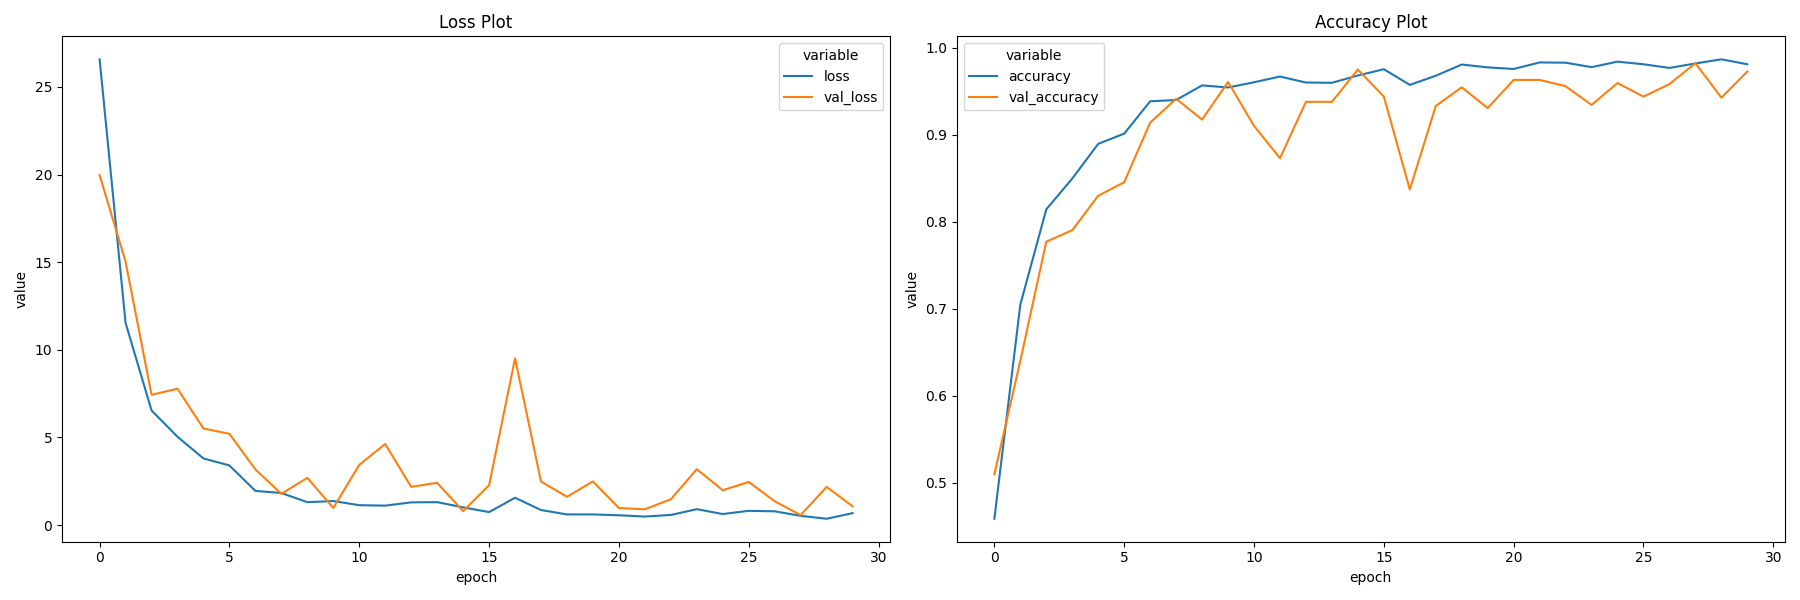 Loss Plot
variable
loss
val_loss
value
25
20
15
10
5
0
0 5 10 15 20 25 30
epoch
Accuracy Plot
variable
accuracy
val_accuracy
value
1.0
0.9
0.8
0.7
0.6
0.5
0 5 10 15 20 25 30
epoch